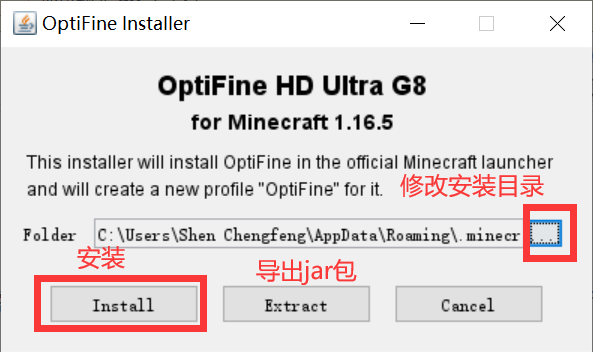 OptiFine Installer
OptiFine HD Ultra G8
for Minecraft 1.16.5
This installer will install OptiFine in the official Minecraft launcher
and will create a new profile "OptiFine" for it.
修改安装目录
Folder C:\Users\Shen Chengfeng\AppData\Roaming\.minecr ...
安装
导出jar包
Install Extract Cancel